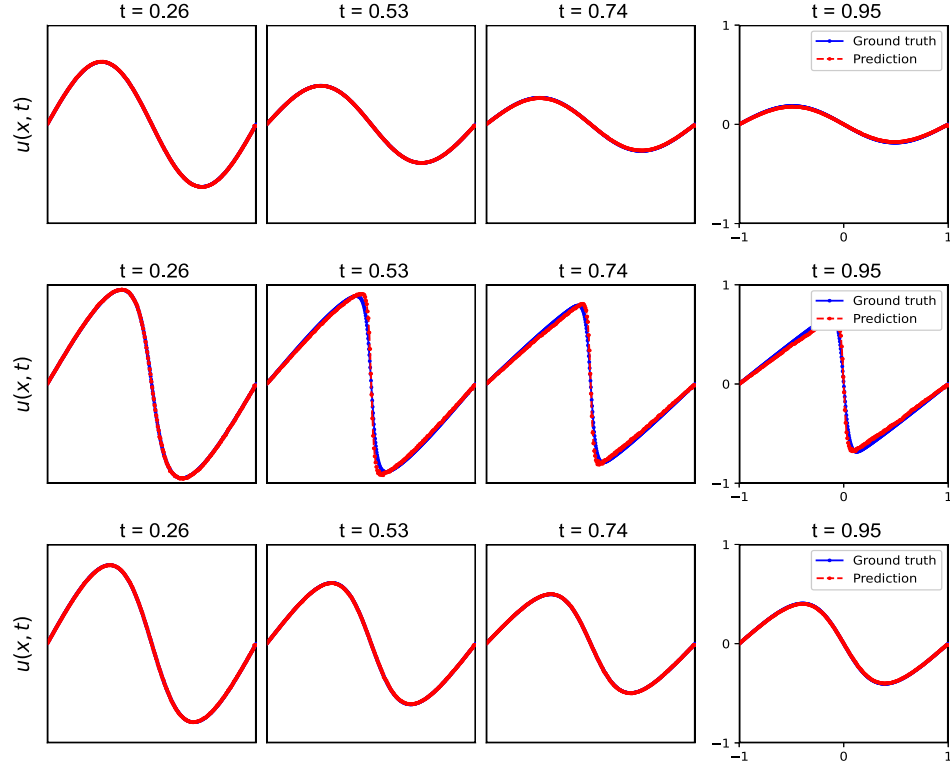 t = 0.26 t = 0.53 t = 0.74 t = 0.95
1
Ground truth
Prediction
u(x, t)
0
−1
−1 0 1
t = 0.26 t = 0.53 t = 0.74 t = 0.95
1
Ground truth
Prediction
u(x, t)
0
−1
−1 0 1
t = 0.26 t = 0.53 t = 0.74 t = 0.95
1
Ground truth
Prediction
u(x, t)
0
−1
−1 0 1